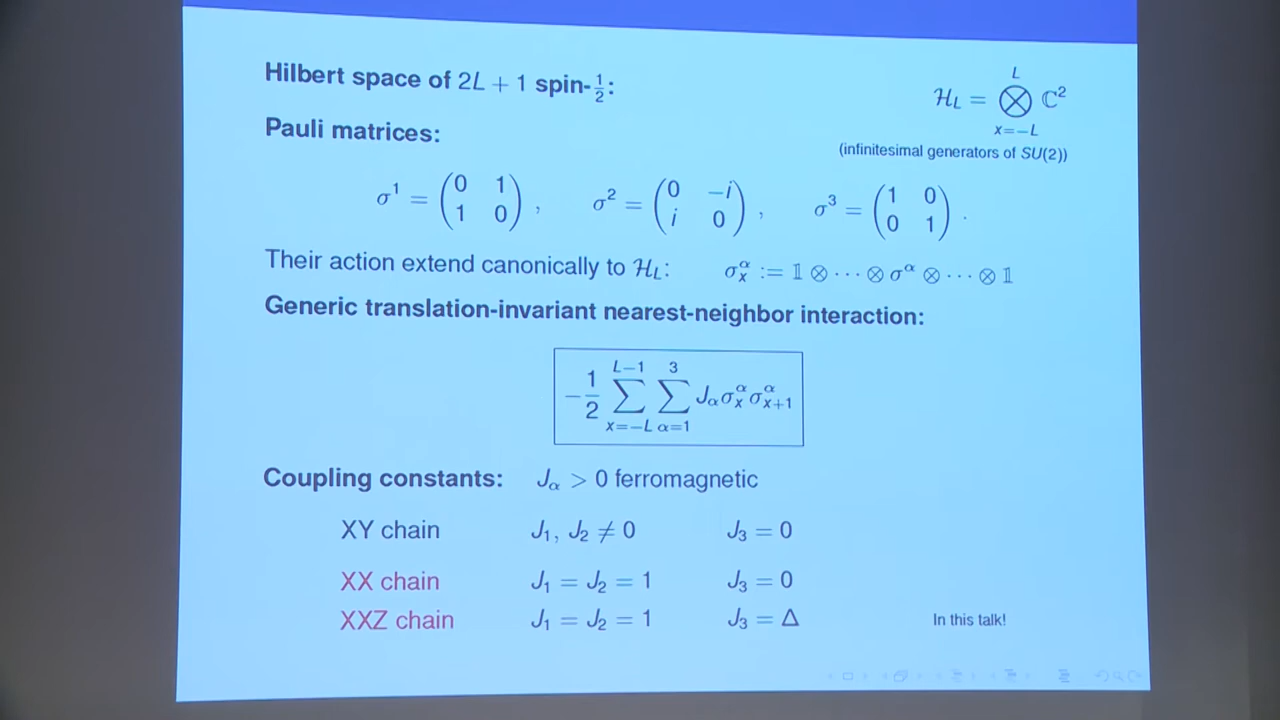 Hilbert space of 2L + 1 spin-½:
ℋ_L = ⨂_{x=−L}^{L} ℂ²
Pauli matrices:
(infinitesimal generators of SU(2))
σ¹ = (0 1; 1 0), σ² = (0 −i; i 0), σ³ = (1 0; 0 1).
Their action extend canonically to ℋ_L: σ_x^α := 𝟙 ⊗ ··· ⊗ σ^α ⊗ ··· ⊗ 𝟙
Generic translation-invariant nearest-neighbor interaction:
−1/2 ∑_{x=−L}^{L−1} ∑_{α=1}^{3} J_α σ_x^α σ_{x+1}^α
Coupling constants: J_α > 0 ferromagnetic
XY chain J₁, J₂ ≠ 0 J₃ = 0
XX chain J₁ = J₂ = 1 J₃ = 0
XXZ chain J₁ = J₂ = 1 J₃ = Δ In this talk!